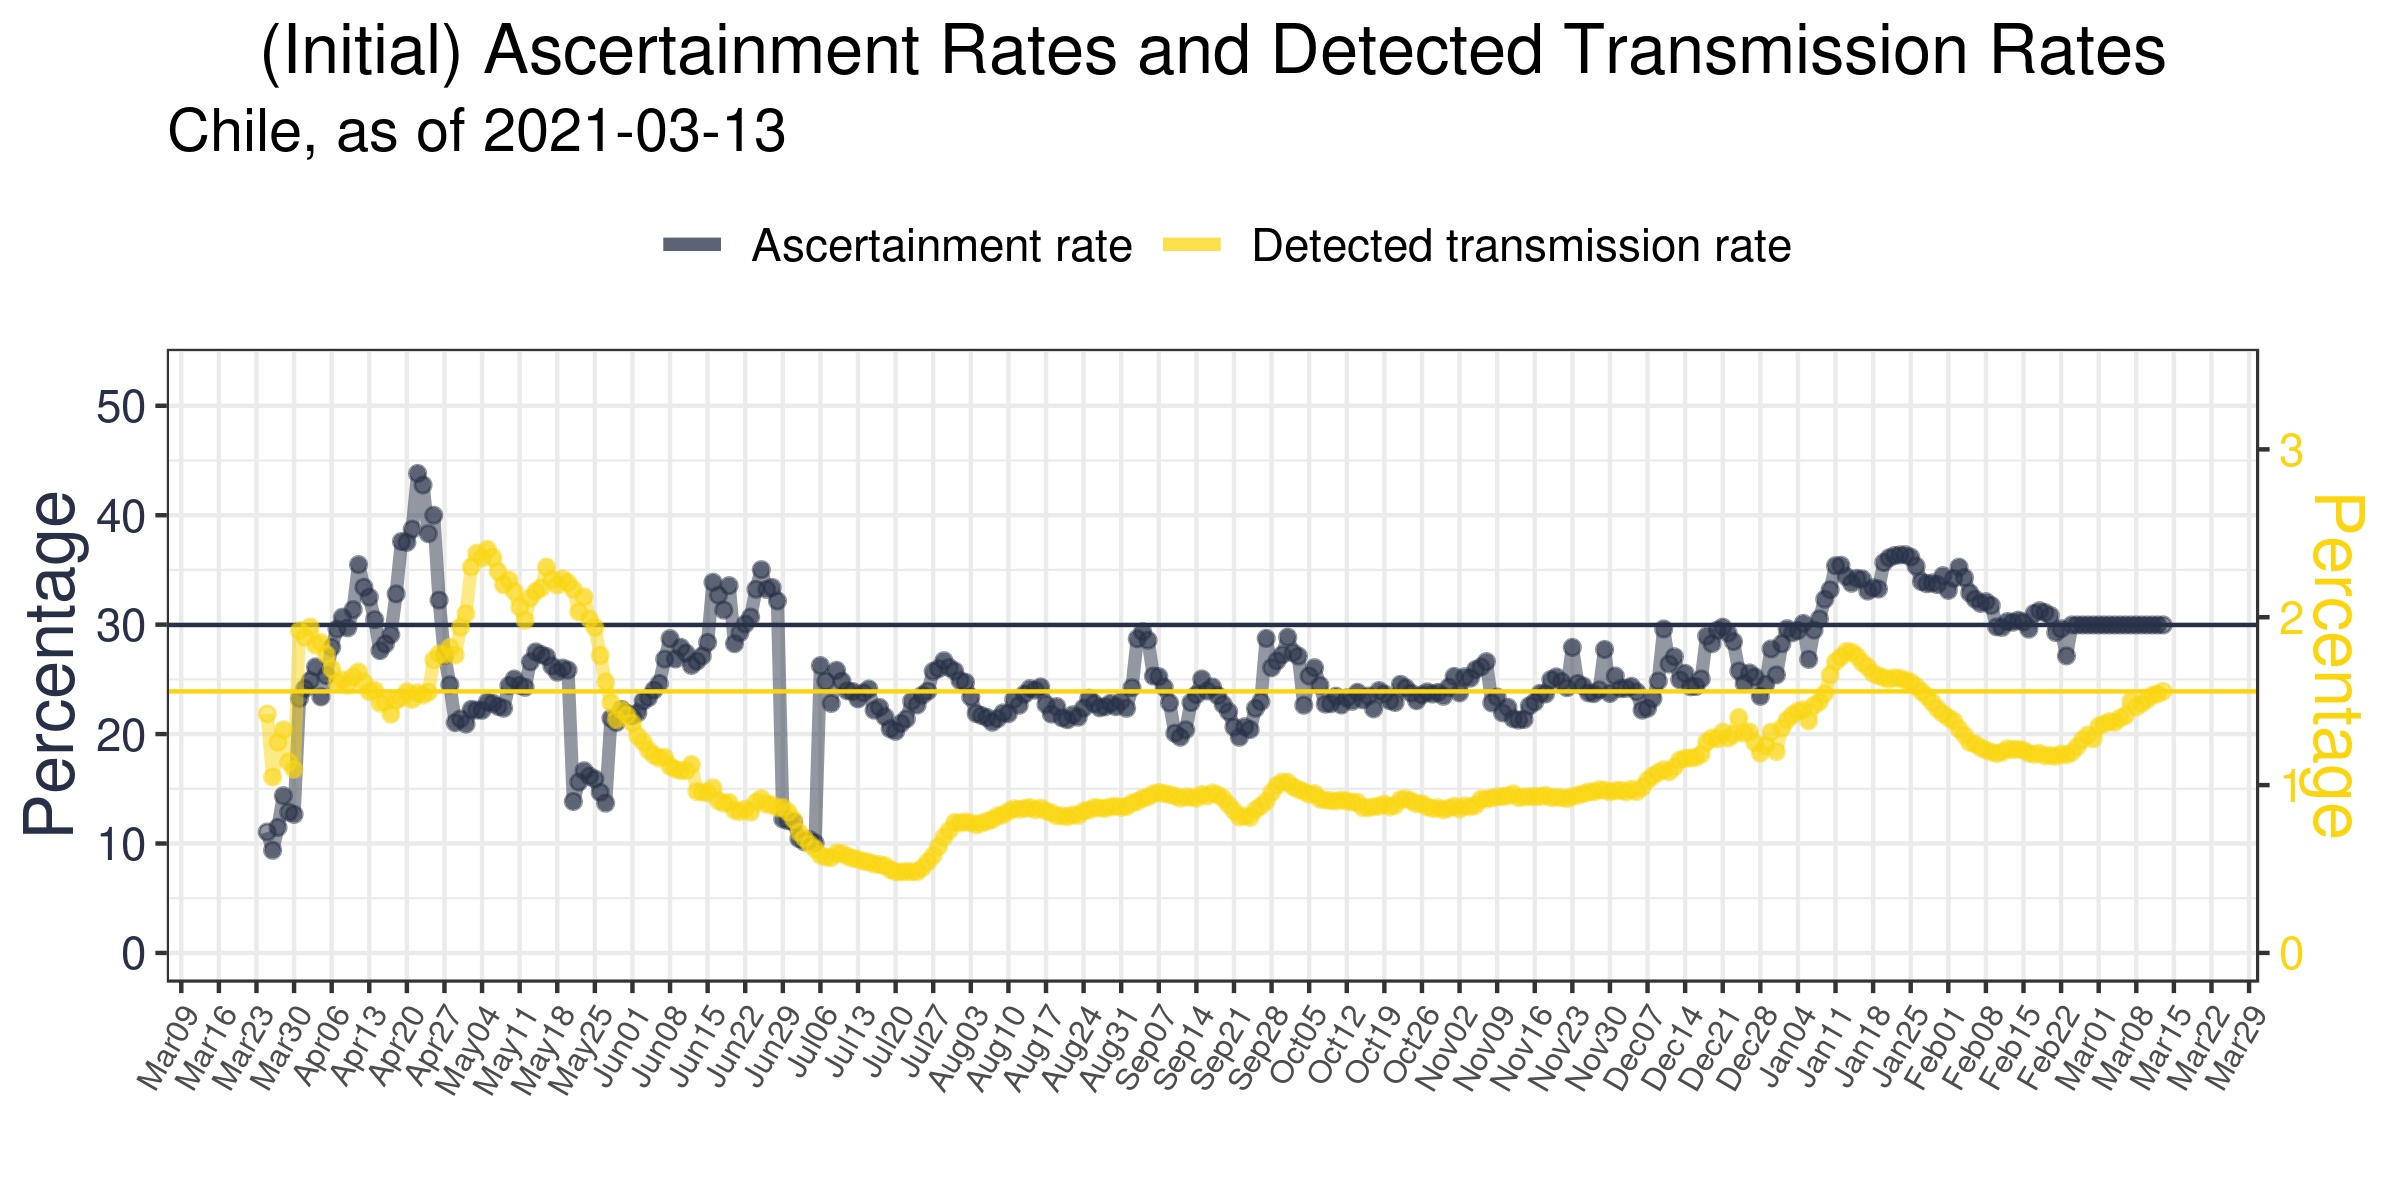 (Initial) Ascertainment Rates and Detected Transmission Rates
Chile, as of 2021-03-13
Ascertainment rate Detected transmission rate
Percentage
50
40
30
20
10
0
3
2
1
0
Percentage
Mar09 Mar16 Mar23 Mar30 Apr06 Apr13 Apr20 Apr27 May04 May11 May18 May25 Jun01 Jun08 Jun15 Jun22 Jun29 Jul06 Jul13 Jul20 Jul27 Aug03 Aug10 Aug17 Aug24 Aug31 Sep07 Sep14 Sep21 Sep28 Oct05 Oct12 Oct19 Oct26 Nov02 Nov09 Nov16 Nov23 Nov30 Dec07 Dec14 Dec21 Dec28 Jan04 Jan11 Jan18 Jan25 Feb01 Feb08 Feb15 Feb22 Mar01 Mar08 Mar15 Mar22 Mar29